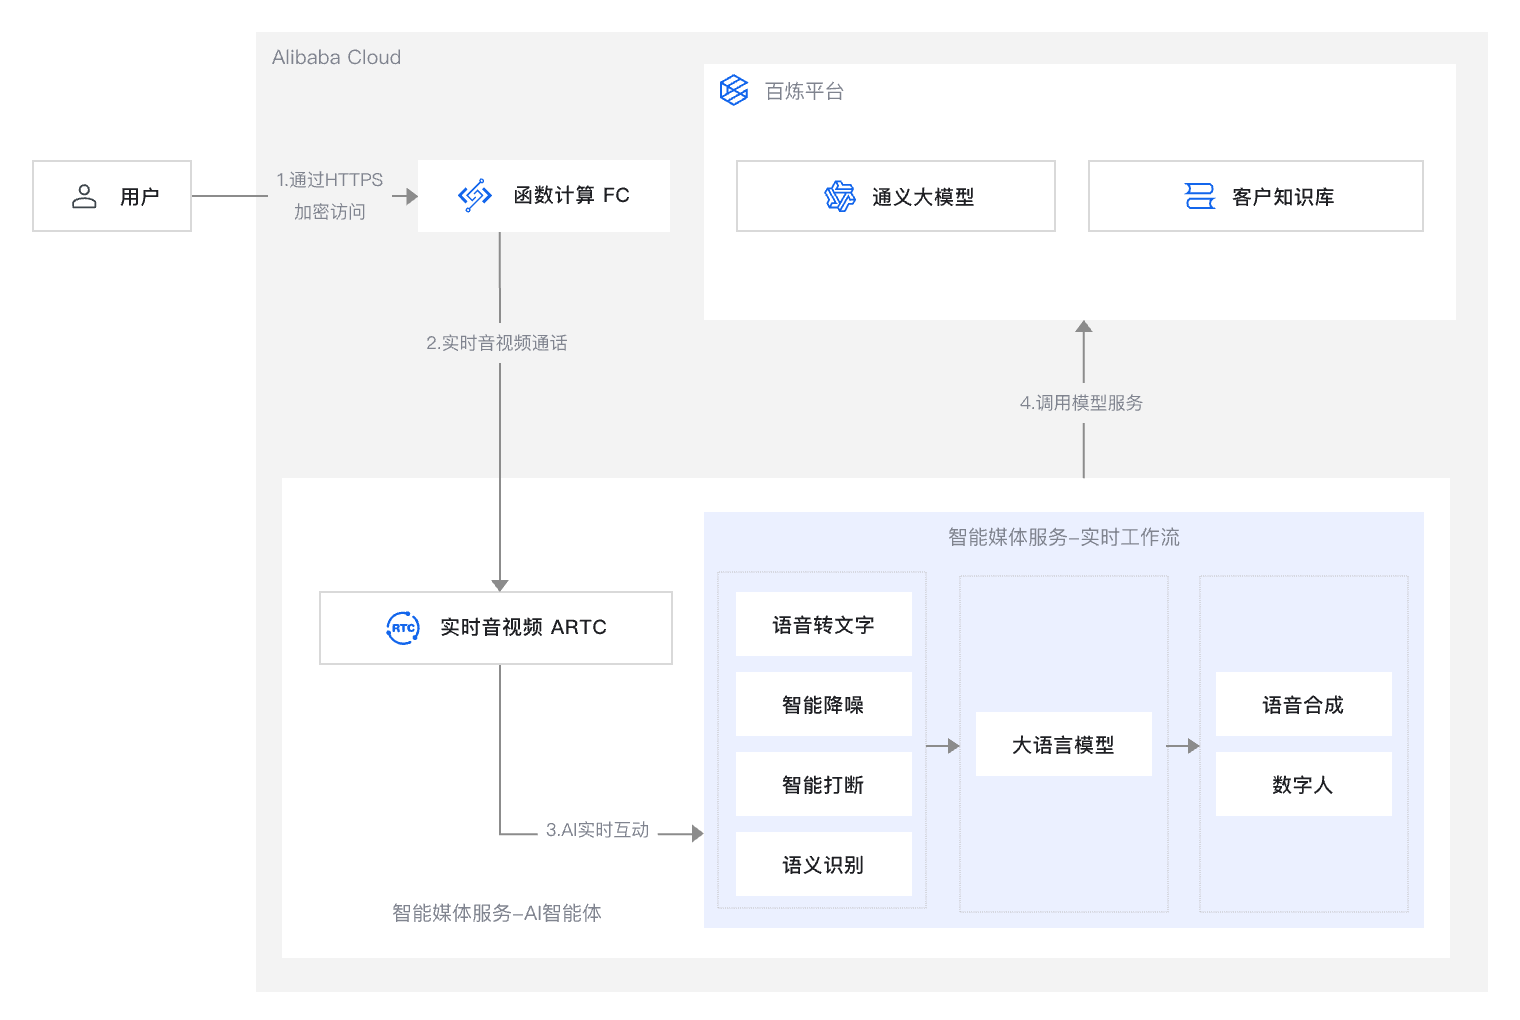 Alibaba Cloud
百炼平台
用户
1.通过HTTPS
加密访问
函数计算 FC
通义大模型
客户知识库
2.实时音视频通话
4.调用模型服务
智能媒体服务-实时工作流
实时音视频 ARTC
RTC
语音转文字
智能降噪
智能打断
语义识别
大语言模型
语音合成
数字人
3.AI实时互动
智能媒体服务-AI智能体